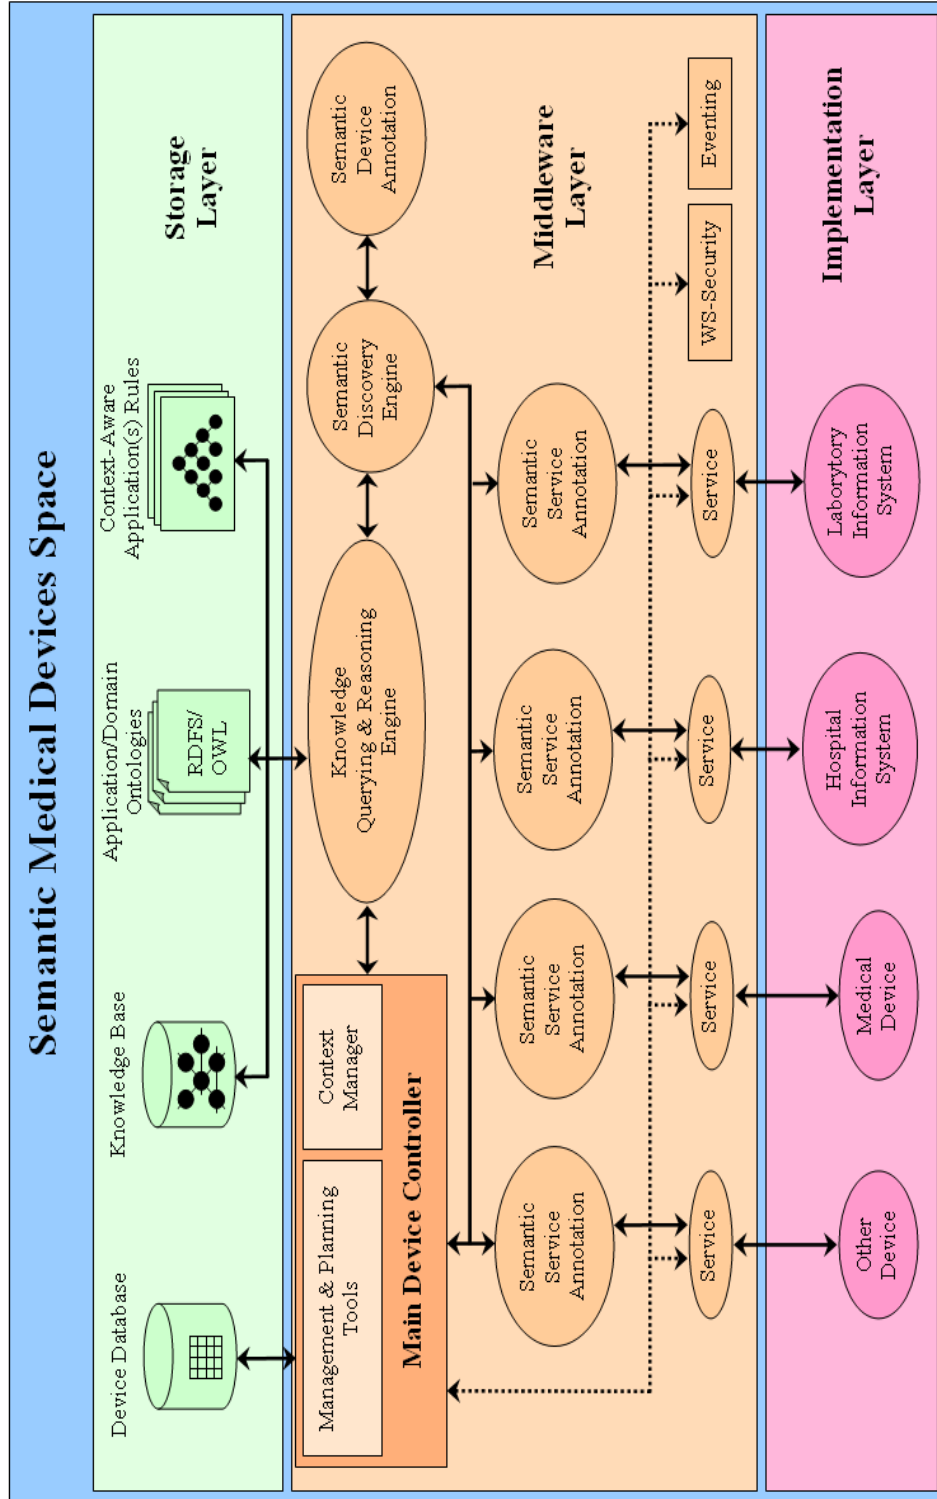 Semantic Medical Devices Space
Device Database
Knowledge Base
Application/Domain
Ontologies
RDFS/
OWL
Context-Aware
Application(s) Rules
Storage
Layer
Management & Planning
Tools
Context
Manager
Main Device Controller
Knowledge
Querying & Reasoning
Engine
Semantic
Discovery
Engine
Semantic
Device
Annotation
Semantic
Service
Annotation
Semantic
Service
Annotation
Semantic
Service
Annotation
Semantic
Service
Annotation
Middleware
Layer
Service
Service
Service
Service
WS-Security
Eventing
Other
Device
Medical
Device
Hospital
Information
System
Laborytory
Information
System
Implementation
Layer